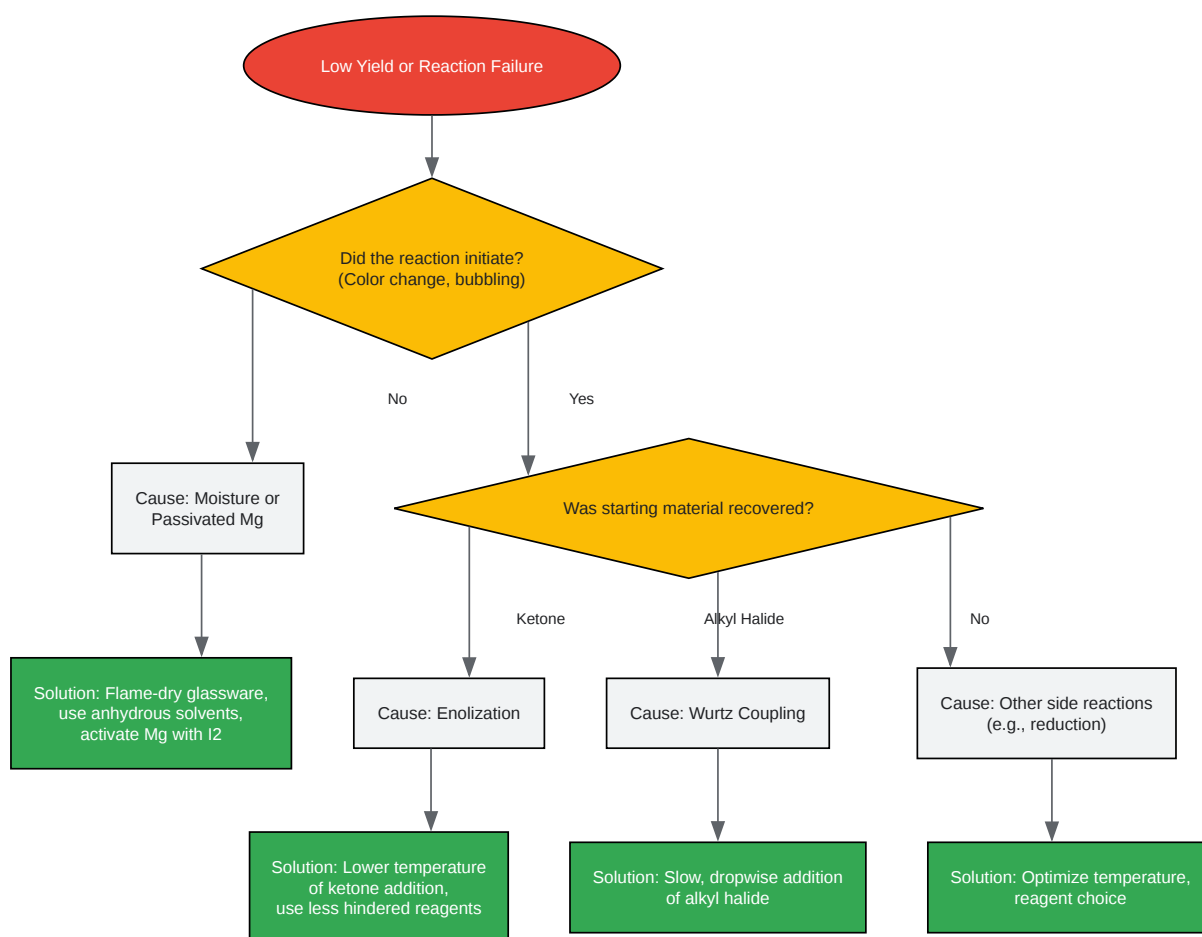 Low Yield or Reaction Failure
Did the reaction initiate?
(Color change, bubbling)
No
Yes
Cause: Moisture or
Passivated Mg
Was starting material recovered?
Ketone
Alkyl Halide
No
Solution: Flame-dry glassware,
use anhydrous solvents,
activate Mg with I2
Cause: Enolization
Cause: Wurtz Coupling
Cause: Other side reactions
(e.g., reduction)
Solution: Lower temperature
of ketone addition,
use less hindered reagents
Solution: Slow, dropwise addition
of alkyl halide
Solution: Optimize temperature,
reagent choice